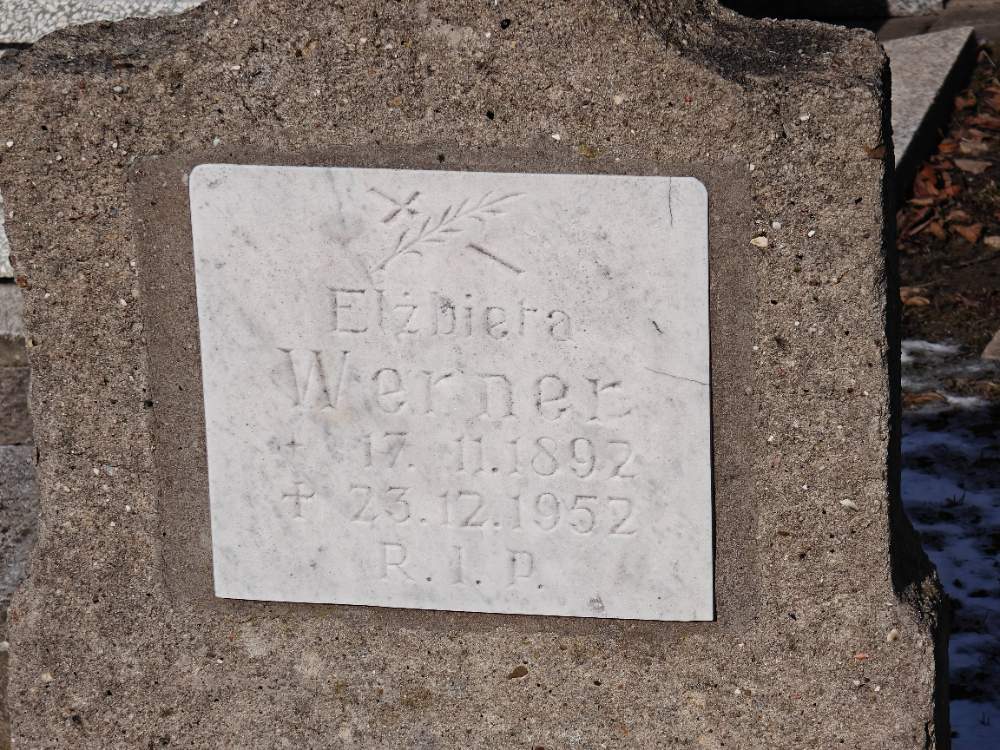 Elżbieta
Werner
* 17. 11. 1892
† 23. 12. 1952
R. I. P.